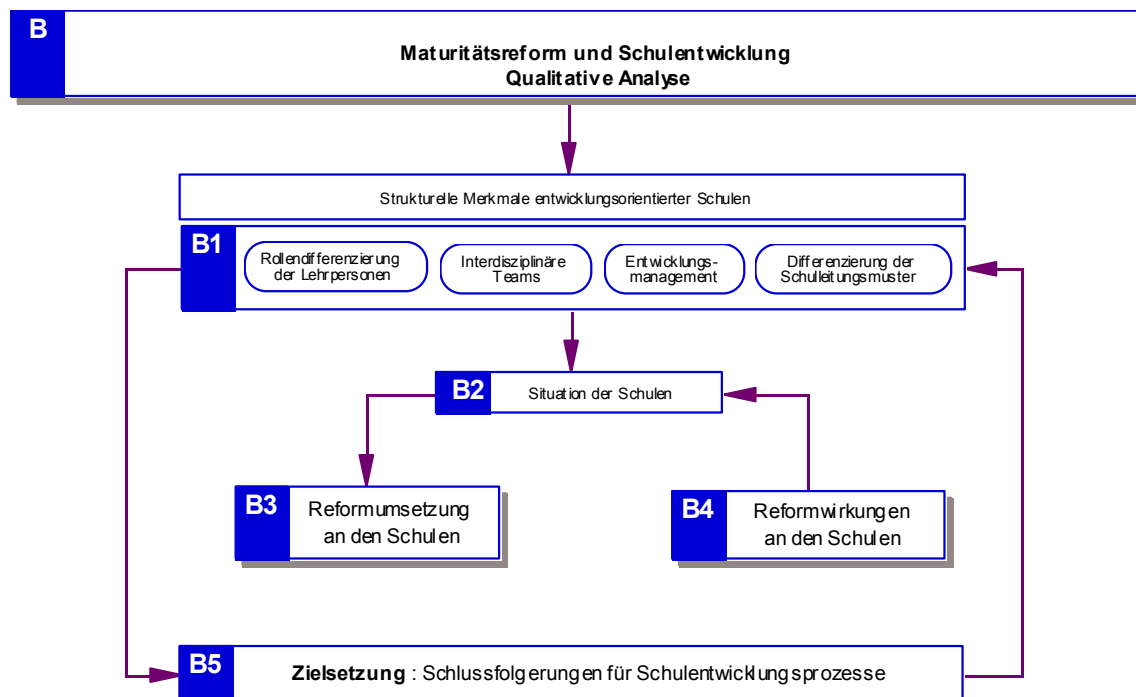 B
Maturitätsreform und Schulentwicklung
Qualitative Analyse
Strukturelle Merkmale entwicklungsorientierter Schulen
B1
Rollendifferenzierung
der Lehrpersonen
Interdisziplinäre
Teams
Entwicklungs-
management
Differenzierung der
Schulleitungsmuster
B2
Situation der Schulen
B3
Reformumsetzung
an den Schulen
B4
Reformwirkungen
an den Schulen
B5
Zielsetzung : Schlussfolgerungen für Schulentwicklungsprozesse